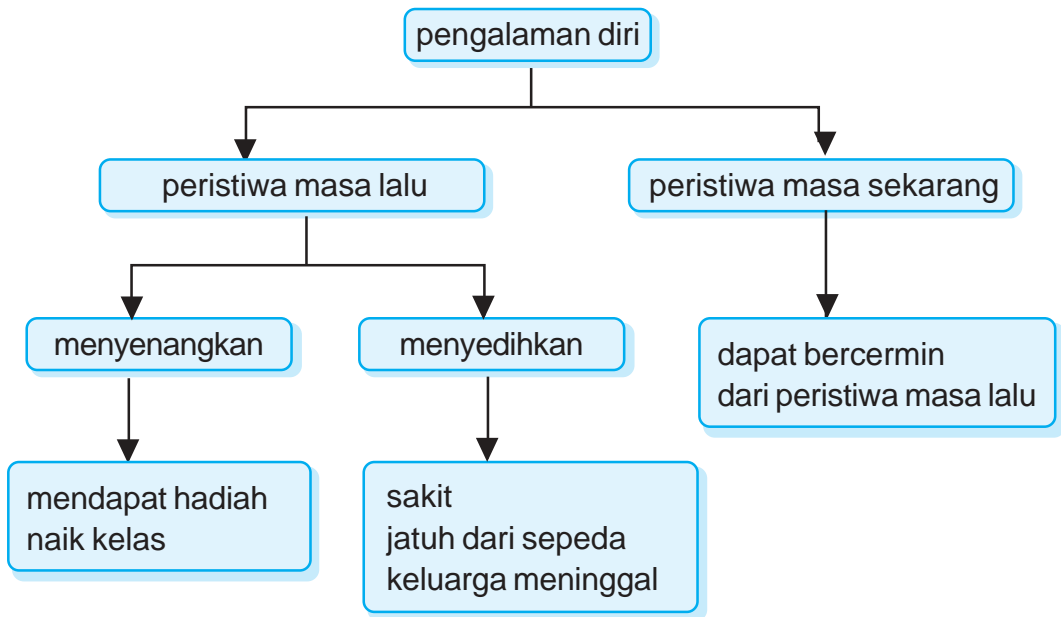 pengalaman diri
peristiwa masa lalu
peristiwa masa sekarang
menyenangkan
menyedihkan
dapat bercermin
dari peristiwa masa lalu
mendapat hadiah
naik kelas
sakit
jatuh dari sepeda
keluarga meninggal